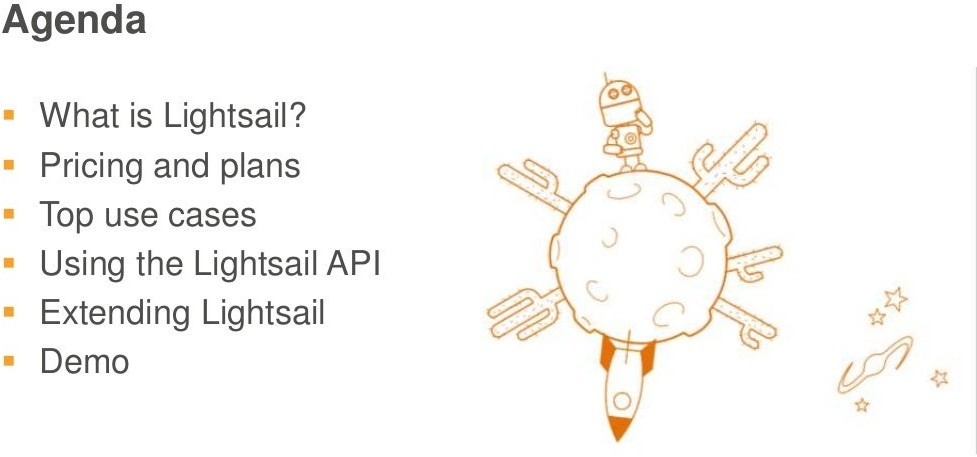 Agenda
What is Lightsail?
Pricing and plans
Top use cases
Using the Lightsail API
Extending Lightsail
Demo